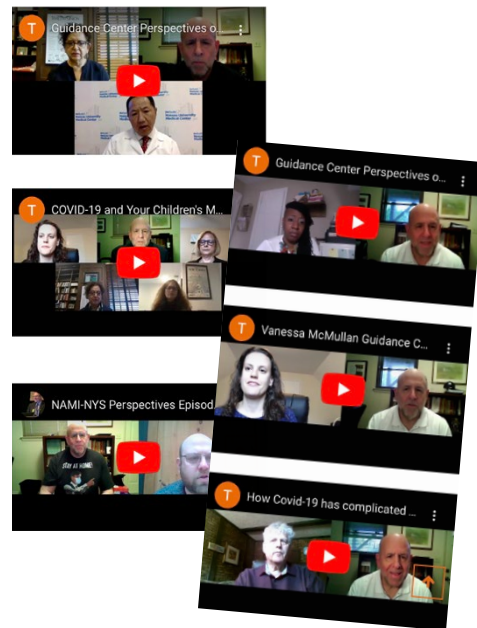 T Guidance Center Perspectives o...
T Guidance Center Perspectives o...
T COVID-19 and Your Children's M...
T Vanessa McMullan Guidance C...
NAMI-NYS Perspectives Episod
STAY AT HOME
T How Covid-19 has complicated ...